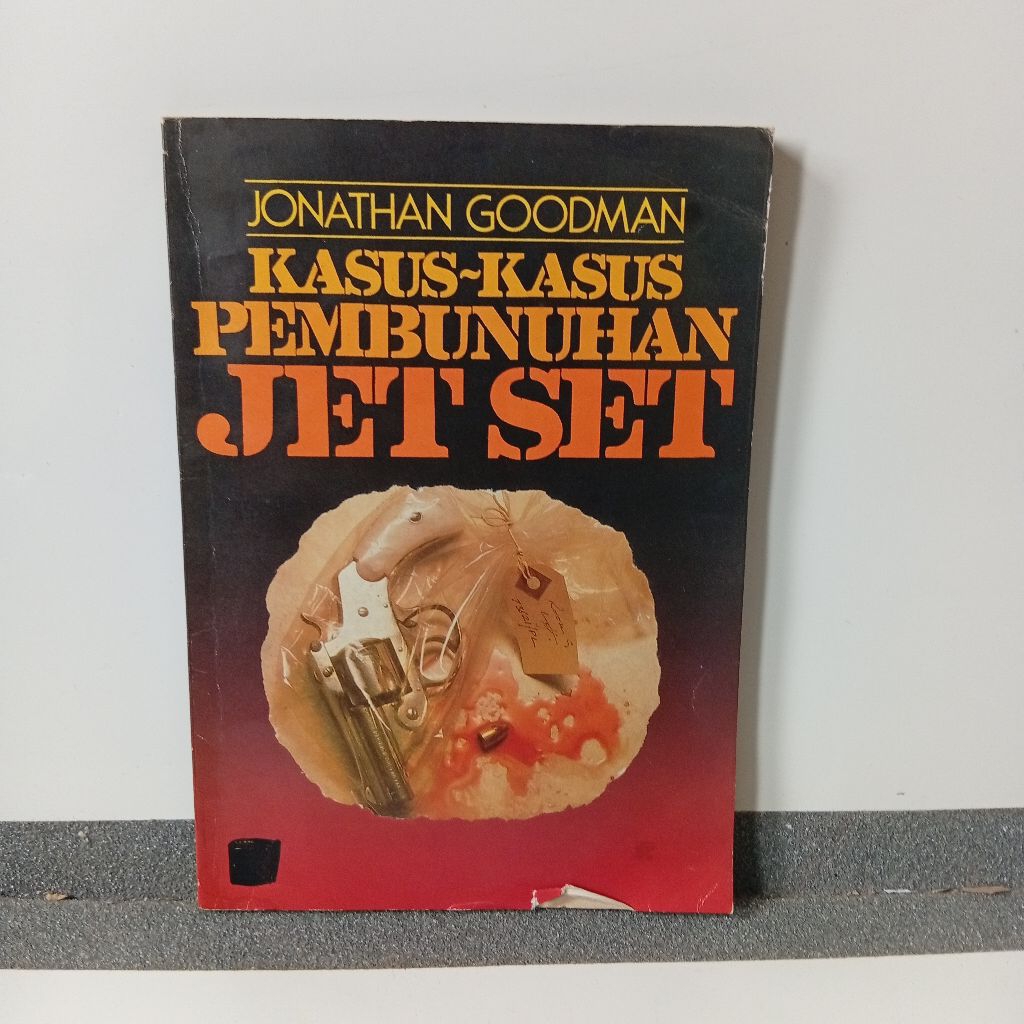 JONATHAN GOODMAN
KASUS~KASUS
PEMBUNUHAN
JET SET